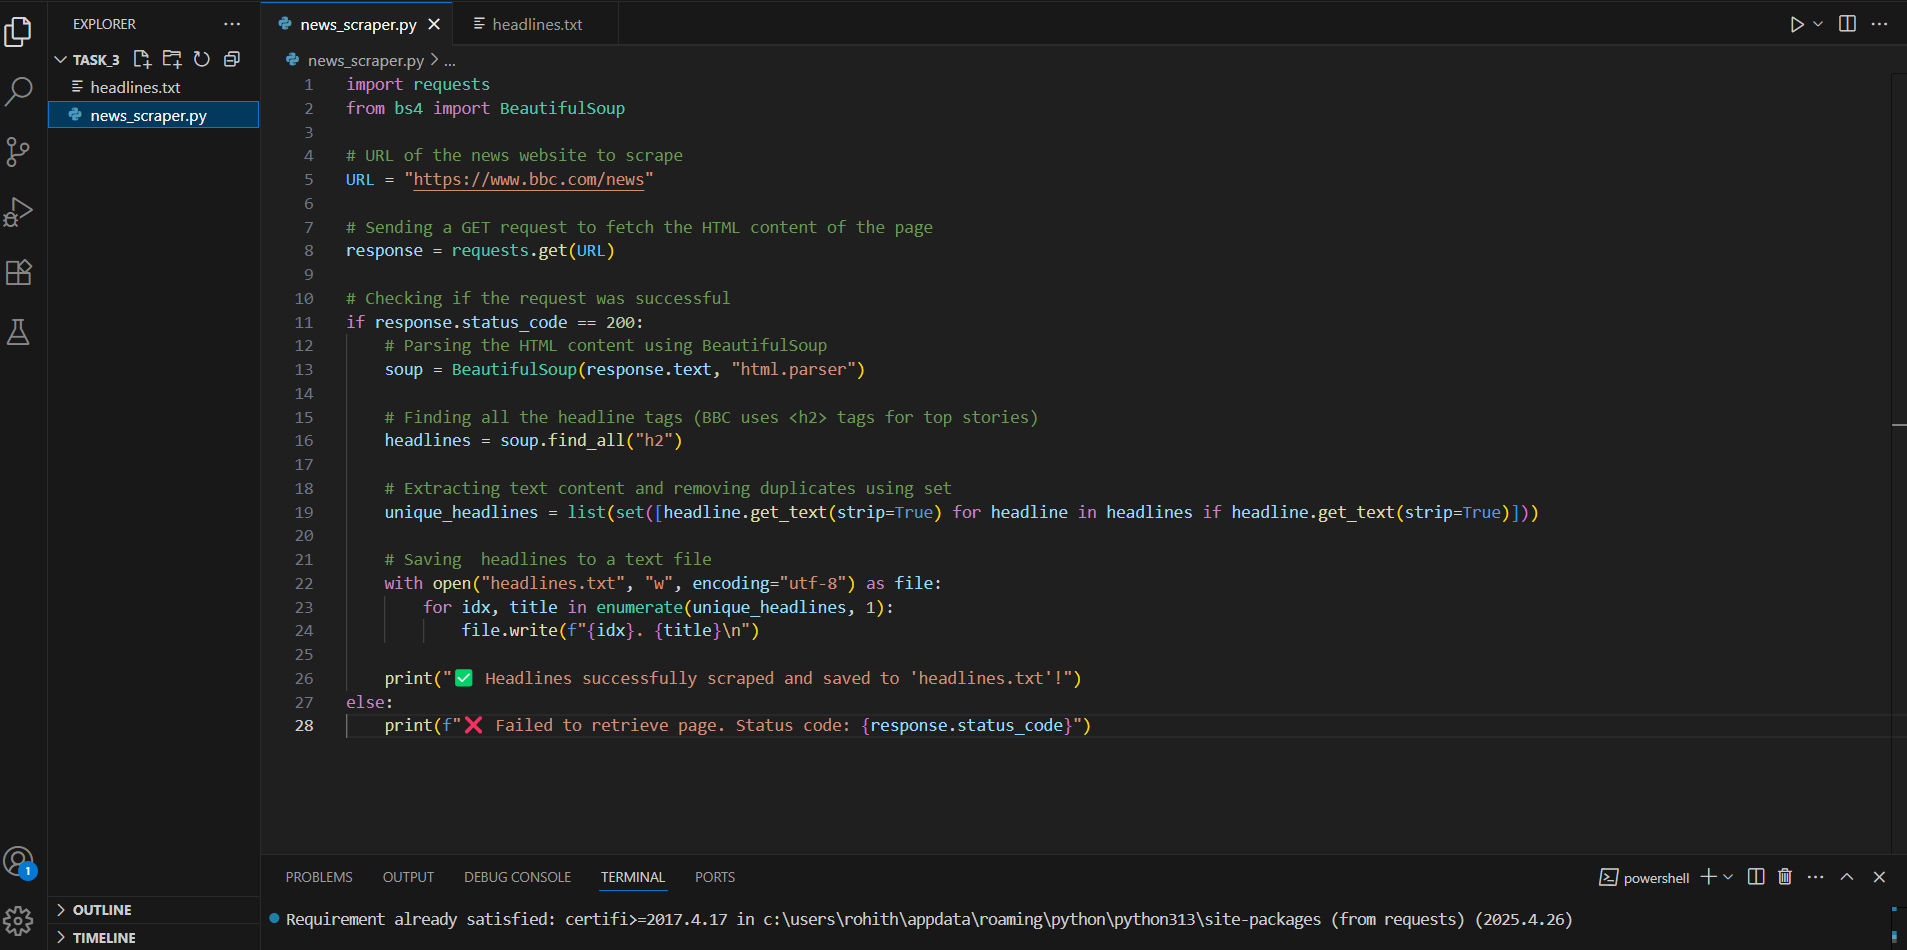 EXPLORER
TASK_3
headlines.txt
news_scraper.py
OUTLINE
TIMELINE
1
news_scraper.py
headlines.txt
news_scraper.py > ...
1 import requests
2 from bs4 import BeautifulSoup
3
4 # URL of the news website to scrape
5 URL = "https://www.bbc.com/news"
6
7 # Sending a GET request to fetch the HTML content of the page
8 response = requests.get(URL)
9
10 # Checking if the request was successful
11 if response.status_code == 200:
12     # Parsing the HTML content using BeautifulSoup
13     soup = BeautifulSoup(response.text, "html.parser")
14
15     # Finding all the headline tags (BBC uses <h2> tags for top stories)
16     headlines = soup.find_all("h2")
17
18     # Extracting text content and removing duplicates using set
19     unique_headlines = list(set([headline.get_text(strip=True) for headline in headlines if headline.get_text(strip=True)]))
20
21     # Saving  headlines to a text file
22     with open("headlines.txt", "w", encoding="utf-8") as file:
23         for idx, title in enumerate(unique_headlines, 1):
24             file.write(f"{idx}. {title}\n")
25
26     print("✅ Headlines successfully scraped and saved to 'headlines.txt'!")
27 else:
28     print(f"❌ Failed to retrieve page. Status code: {response.status_code}")
PROBLEMS OUTPUT DEBUG CONSOLE TERMINAL PORTS
powershell
Requirement already satisfied: certifi>=2017.4.17 in c:\users\rohith\appdata\roaming\python\python313\site-packages (from requests) (2025.4.26)